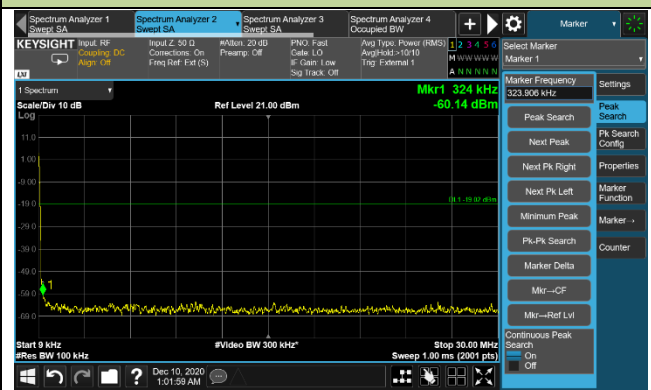 Spectrum Analyzer 1
Swept SA
Spectrum Analyzer 2
Swept SA
Spectrum Analyzer 3
Swept SA
Spectrum Analyzer 4
Occupied BW
Marker
KEYSIGHT
Input: RF
Coupling: DC
Align: Off
Input Z: 50 Ω
Corrections: On
Freq Ref: Ext (S)
#Atten: 20 dB
Preamp: Off
PNO: Fast
Gate: LO
IF Gain: Low
Sig Track: Off
Avg Type: Power (RMS)
Avg|Hold:>10/10
Trig: External 1
1 2 3 4 5 6
M W W W W W
A N N N N N
LXI
Select Marker
Marker 1
1 Spectrum
Mkr1 324 kHz
-60.14 dBm
Scale/Div 10 dB
Ref Level 21.00 dBm
Log
11.0
1.00
-9.00
-19.0
-29.0
-39.0
-49.0
-59.0
-69.0
DL1 -19.02 dBm
1
Start 9 kHz
#Video BW 300 kHz*
Stop 30.00 MHz
#Res BW 100 kHz
Sweep 1.00 ms (2001 pts)
Marker Frequency
323.906 kHz
Peak Search
Next Peak
Next Pk Right
Next Pk Left
Minimum Peak
Pk-Pk Search
Marker Delta
Mkr→CF
Mkr→Ref Lvl
Continuous Peak
Search
On
Off
Settings
Peak
Search
Pk Search
Config
Properties
Marker
Function
Marker→
Counter
?
Dec 10, 2020
1:01:59 AM